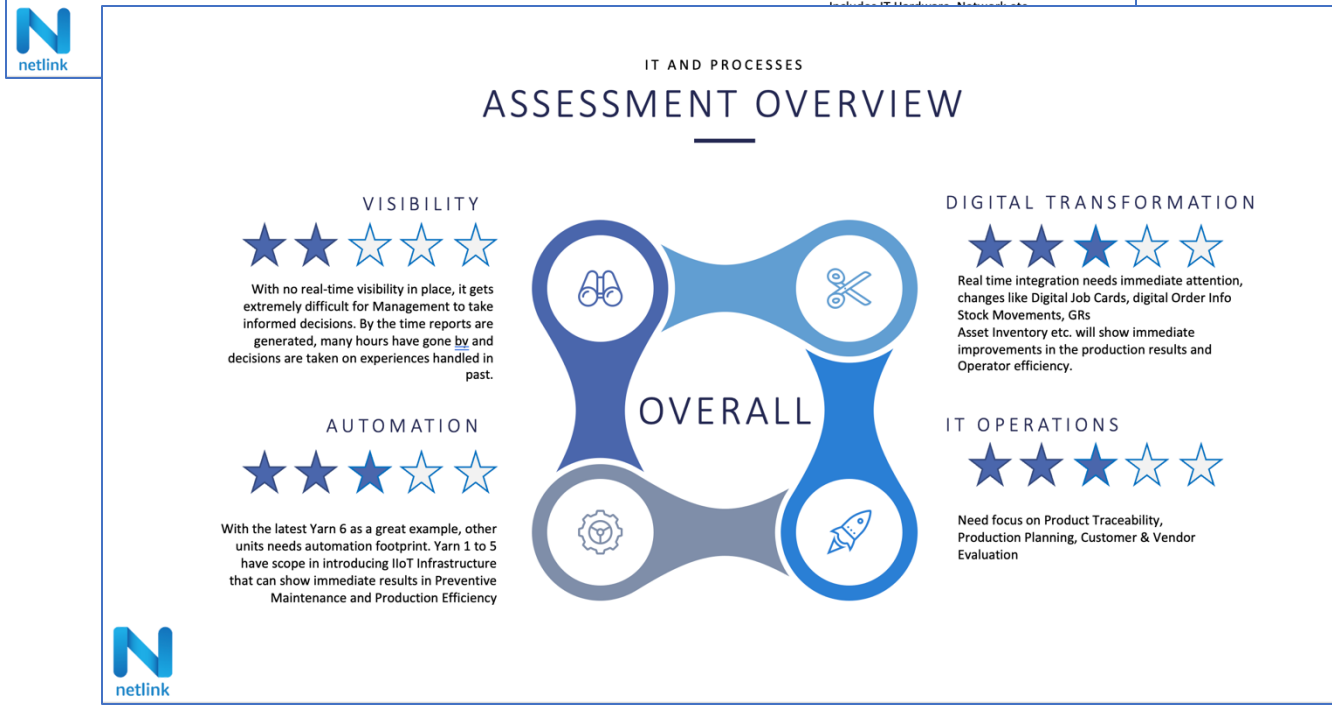 Includes IT Hardware, Network etc
netlink
IT AND PROCESSES
ASSESSMENT OVERVIEW
VISIBILITY
With no real-time visibility in place, it gets
extremely difficult for Management to take
informed decisions. By the time reports are
generated, many hours have gone by and
decisions are taken on experiences handled in
past.
DIGITAL TRANSFORMATION
Real time integration needs immediate attention,
changes like Digital Job Cards, digital Order Info
Stock Movements, GRs
Asset Inventory etc. will show immediate
improvements in the production results and
Operator efficiency.
OVERALL
AUTOMATION
With the latest Yarn 6 as a great example, other
units needs automation footprint. Yarn 1 to 5
have scope in introducing IIoT Infrastructure
that can show immediate results in Preventive
Maintenance and Production Efficiency
IT OPERATIONS
Need focus on Product Traceability,
Production Planning, Customer & Vendor
Evaluation
netlink